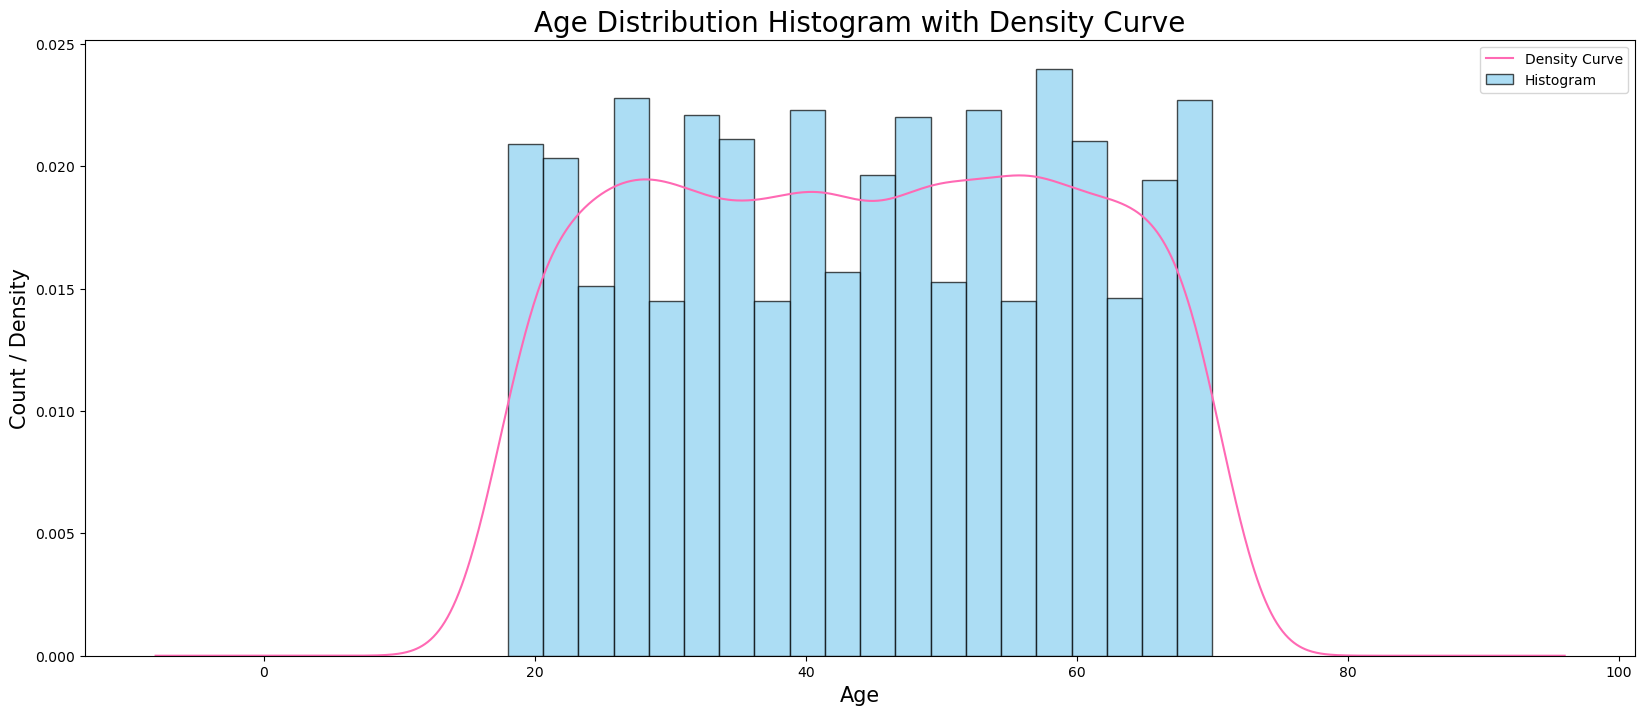 Age Distribution Histogram with Density Curve
Density Curve
Histogram
Count / Density
0.025
0.020
0.015
0.010
0.005
0.000
0
20
40
60
80
100
Age